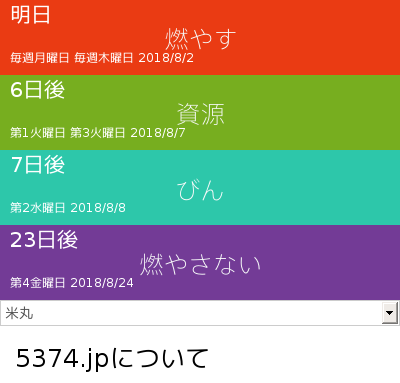 明日
燃やす
毎週月曜日 毎週木曜日 2018/8/2
6日後
資源
第1火曜日 第3火曜日 2018/8/7
7日後
びん
第2水曜日 2018/8/8
23日後
燃やさない
第4金曜日 2018/8/24
米丸
5374.jpについて